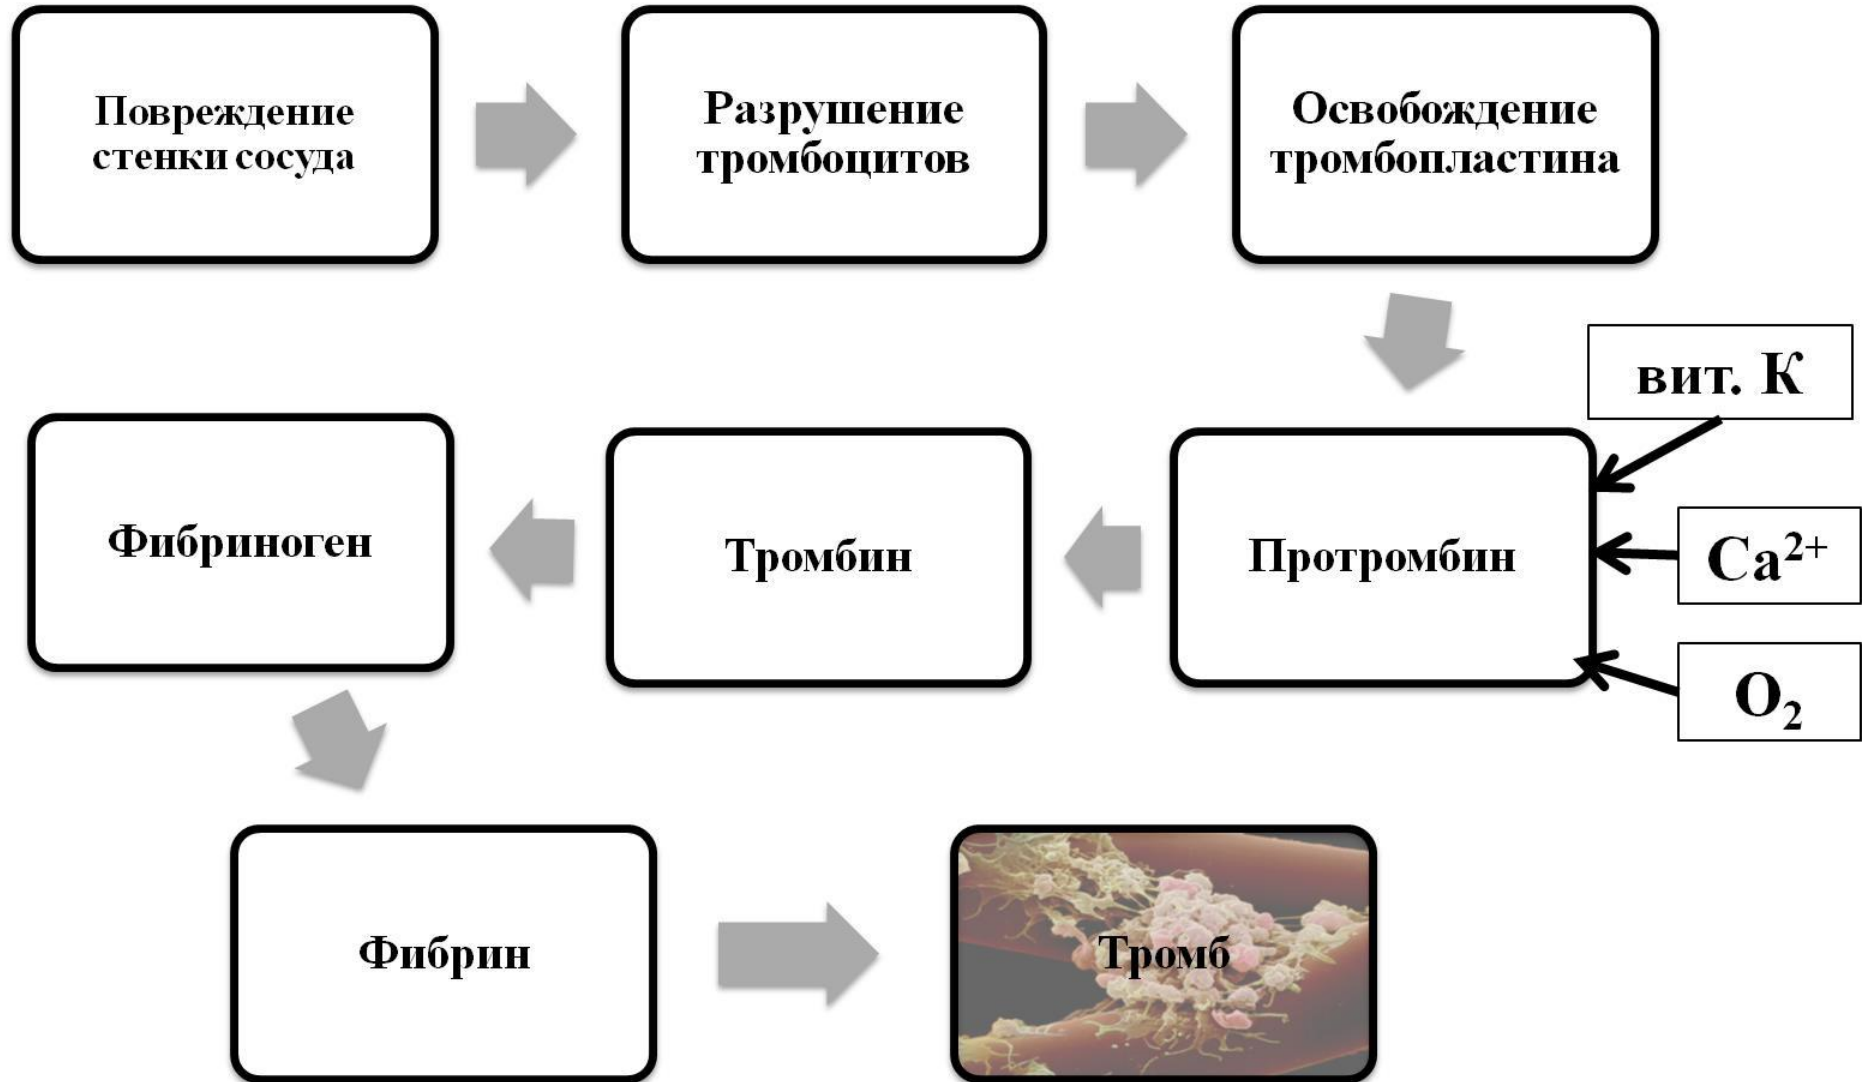 Повреждение
стенки сосуда
Разрушение
тромбоцитов
Освобождение
тромбопластина
вит. К
Протромбин
Ca²⁺
O₂
Тромбин
Фибриноген
Фибрин
Тромб